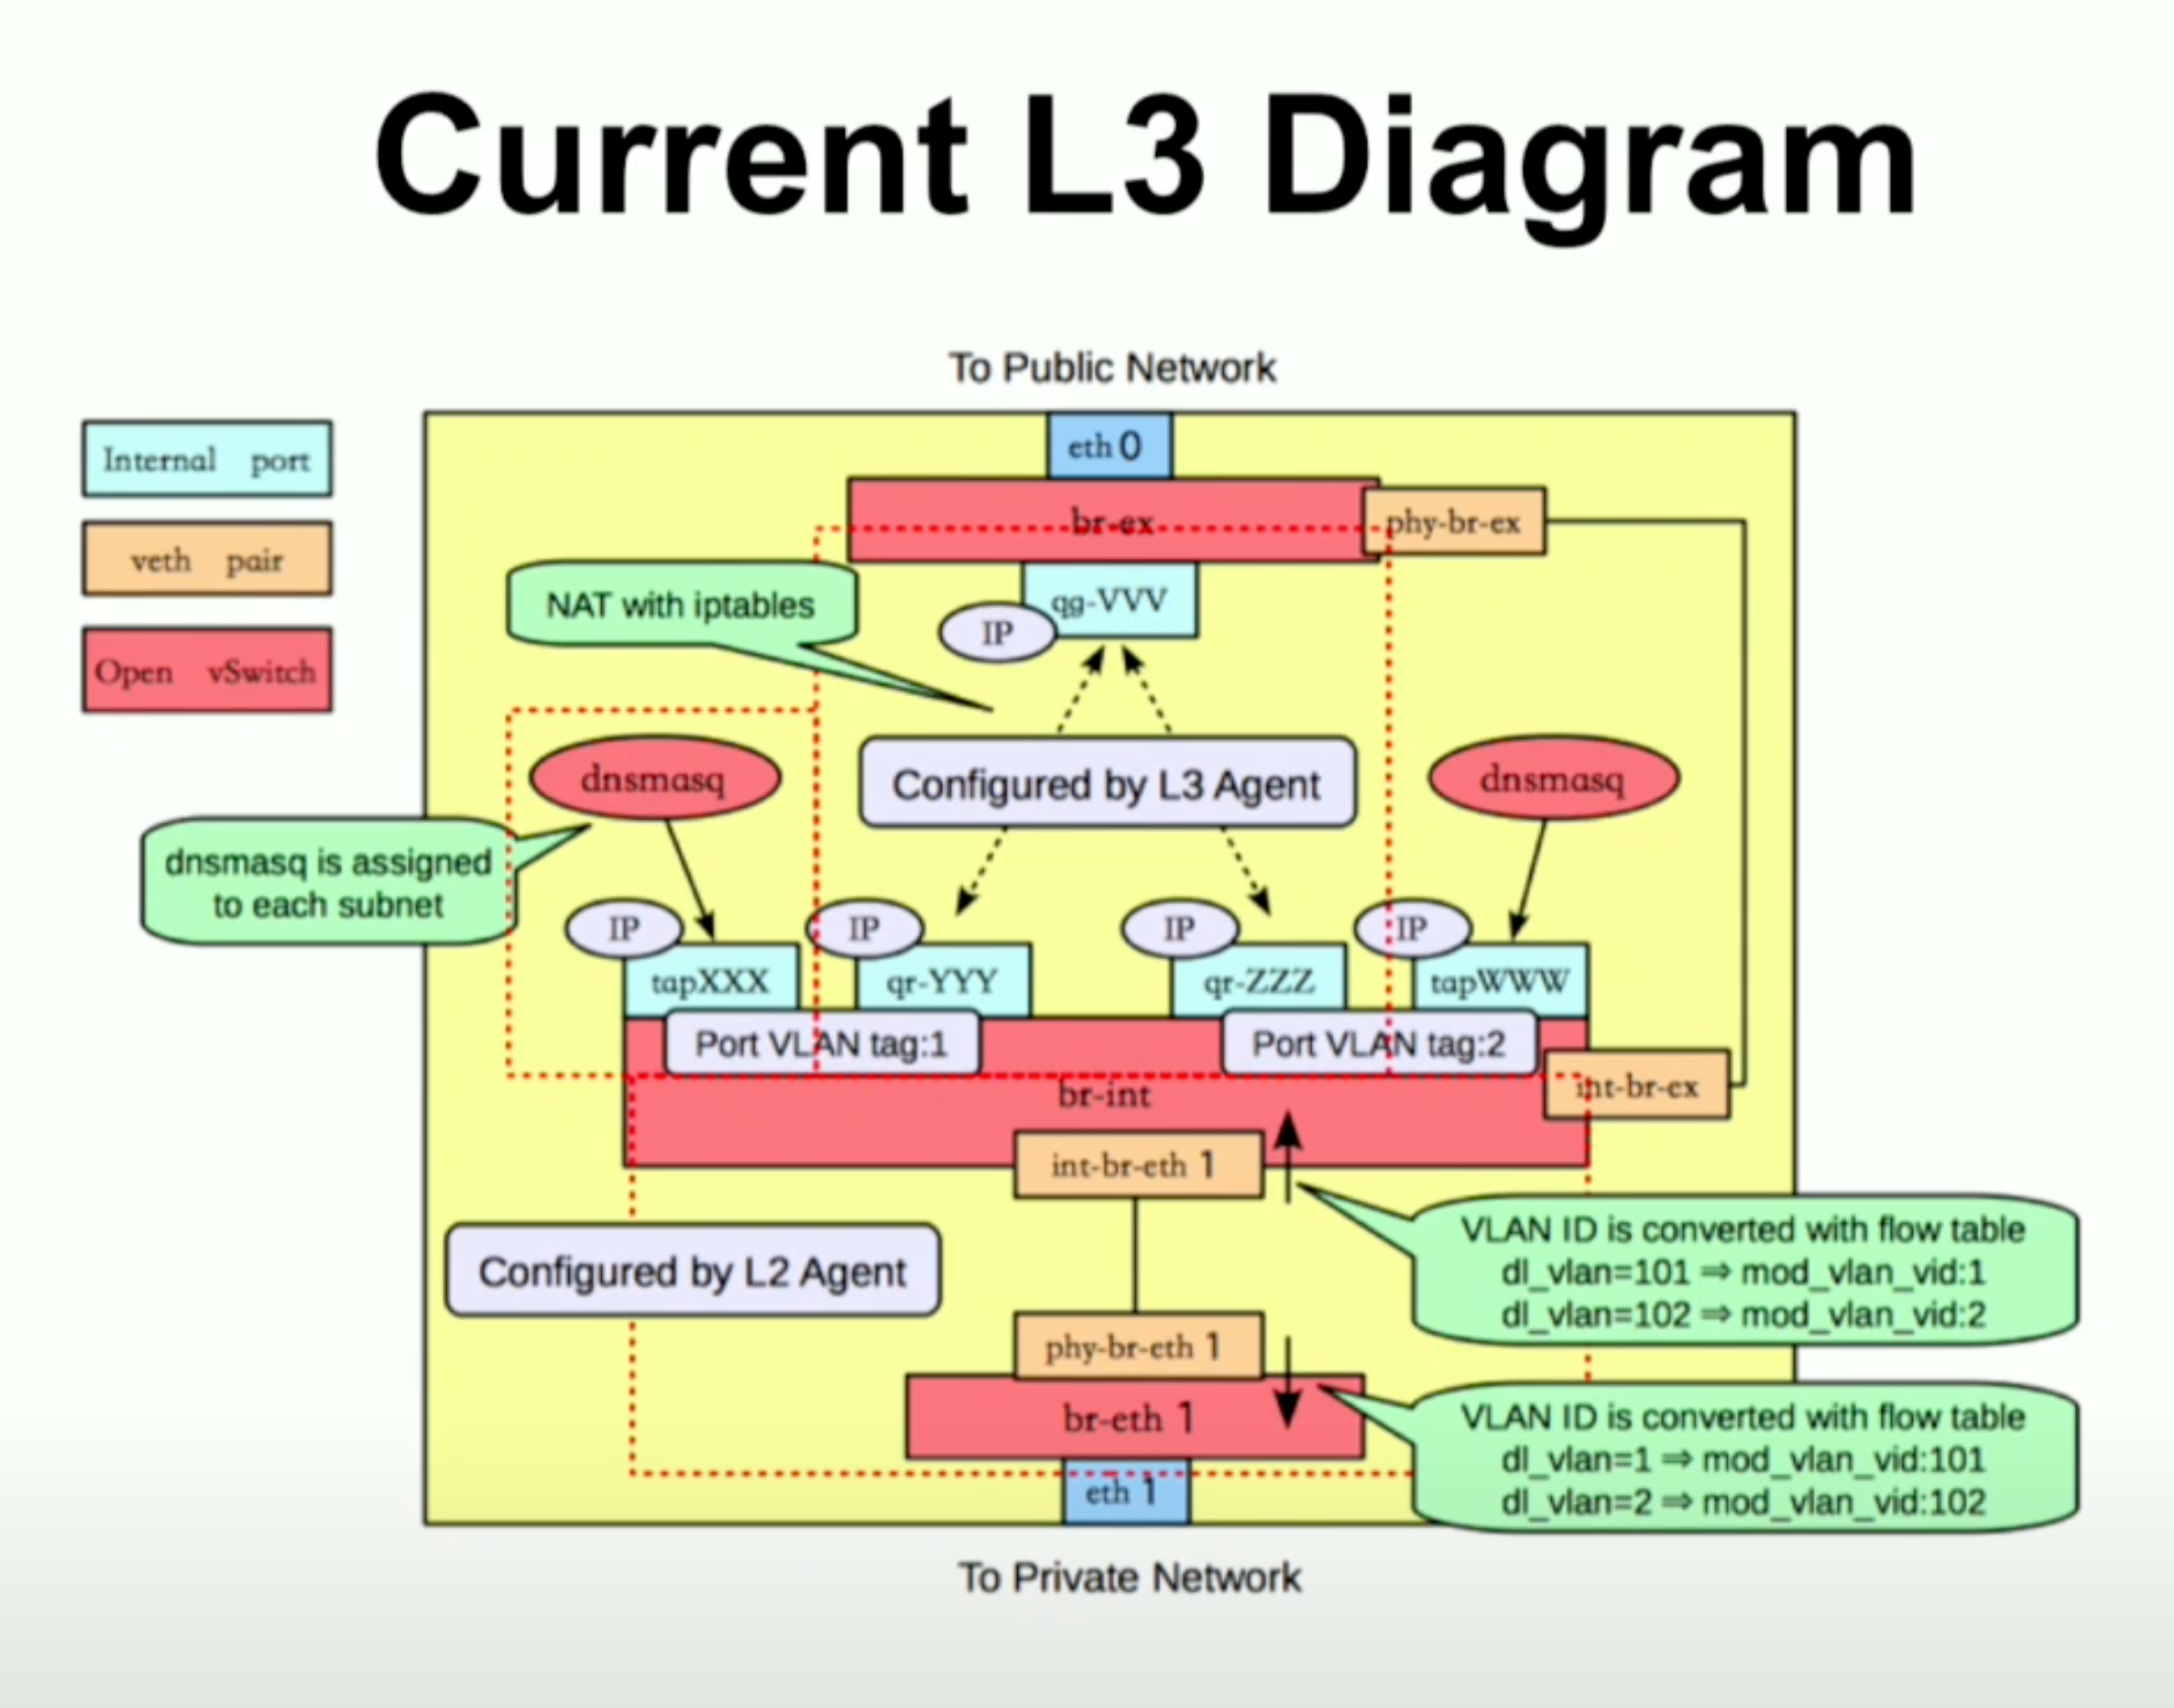 Current L3 Diagram
To Public Network
Internal port
veth pair
Open vSwitch
eth 0
br-ex
phy-br-ex
NAT with iptables
qg-VVV
IP
dnsmasq
Configured by L3 Agent
dnsmasq
dnsmasq is assigned
to each subnet
IP
IP
IP
IP
tapXXX
qr-YYY
qr-ZZZ
tapWWW
Port VLAN tag:1
Port VLAN tag:2
br-int
int-br-ex
int-br-eth 1
Configured by L2 Agent
VLAN ID is converted with flow table
dl_vlan=101 ⇒ mod_vlan_vid:1
dl_vlan=102 ⇒ mod_vlan_vid:2
phy-br-eth 1
br-eth 1
VLAN ID is converted with flow table
dl_vlan=1 ⇒ mod_vlan_vid:101
dl_vlan=2 ⇒ mod_vlan_vid:102
eth 1
To Private Network